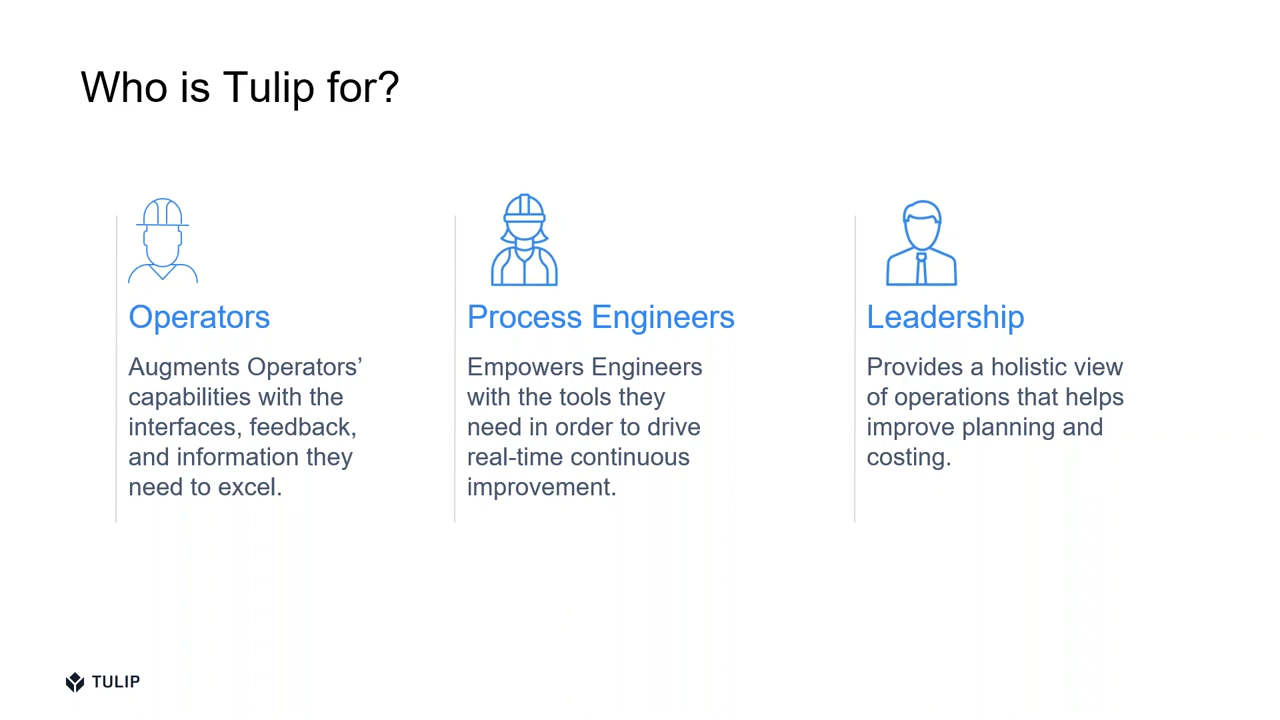 Who is Tulip for?
Operators
Augments Operators’
capabilities with the
interfaces, feedback,
and information they
need to excel.
Process Engineers
Empowers Engineers
with the tools they
need in order to drive
real-time continuous
improvement.
Leadership
Provides a holistic view
of operations that helps
improve planning and
costing.
TULIP